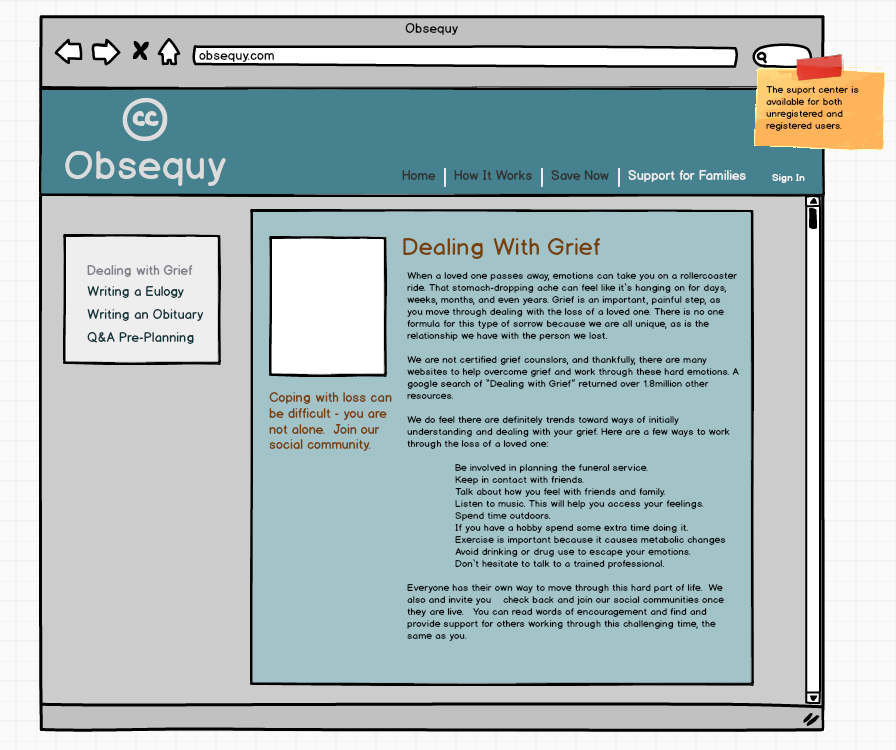 Obsequy
obsequy.com
The suport center is
available for both
unregistered and
registered users.
cc
Obsequy
Home How It Works Save Now Support for Families Sign In
Dealing with Grief
Writing a Eulogy
Writing an Obituary
Q&A Pre-Planning
Coping with loss can
be difficult - you are
not alone. Join our
social community.
Dealing With Grief
When a loved one passes away, emotions can take you on a rollercoaster
ride. That stomach-dropping ache can feel like it's hanging on for days,
weeks, months, and even years. Grief is an important, painful step, as
you move through dealing with the loss of a loved one. There is no one
formula for this type of sorrow because we are all unique, as is the
relationship we have with the person we lost.
We are not certified grief counslors, and thankfully, there are many
websites to help overcome grief and work through these hard emotions. A
google search of "Dealing with Grief" returned over 1.8million other
resources.
We do feel there are definitely trends toward ways of initially
understanding and dealing with your grief. Here are a few ways to work
through the loss of a loved one:
Be involved in planning the funeral service.
Keep in contact with friends.
Talk about how you feel with friends and family.
Listen to music. This will help you access your feelings.
Spend time outdoors.
If you have a hobby spend some extra time doing it.
Exercise is important because it causes metabolic changes
Avoid drinking or drug use to escape your emotions.
Don't hesitate to talk to a trained professional.
Everyone has their own way to move through this hard part of life. We
also and invite you check back and join our social communities once
they are live. You can read words of encouragement and find and
provide support for others working through this challenging time, the
same as you.